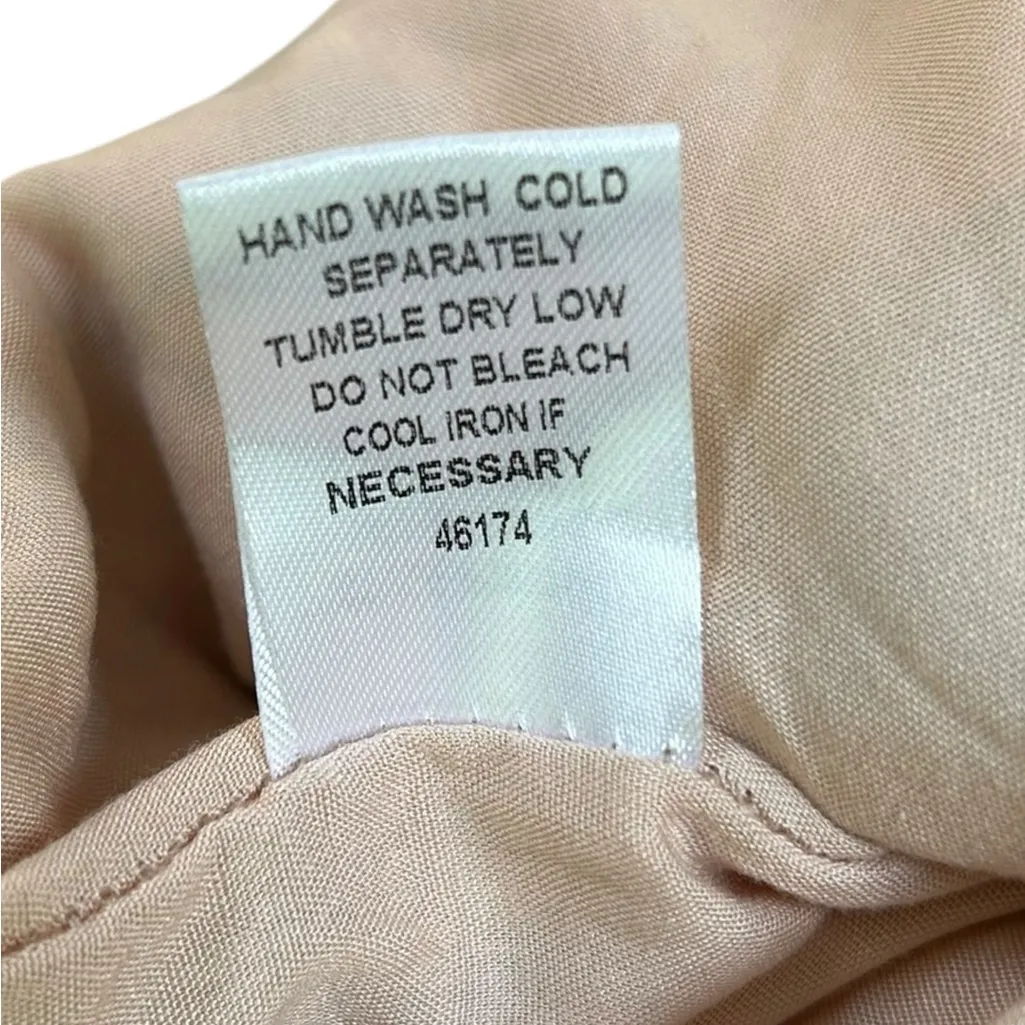 HAND WASH COLD
SEPARATELY
TUMBLE DRY LOW
DO NOT BLEACH
COOL IRON IF
NECESSARY
46174